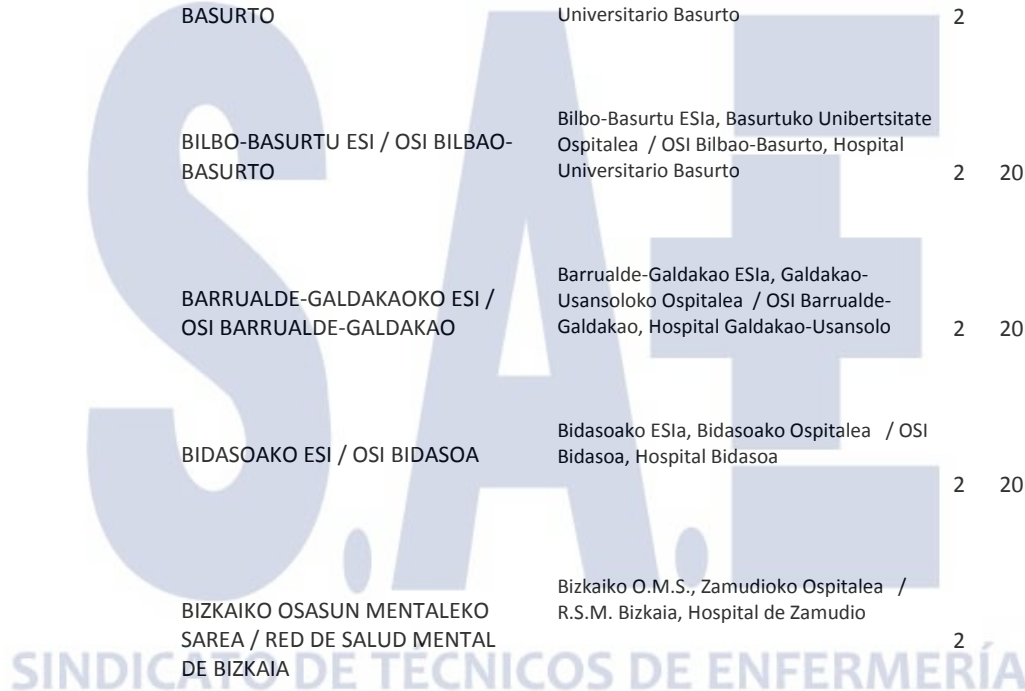 BASURTO Universitario Basurto 2
Bilbo-Basurtu ESIa, Basurtuko Unibertsitate
BILBO-BASURTU ESI / OSI BILBAO- Ospitalea / OSI Bilbao-Basurto, Hospital
BASURTO Universitario Basurto 2 20
Barrualde-Galdakao ESIa, Galdakao-
BARRUALDE-GALDAKAOKO ESI / Usansoloko Ospitalea / OSI Barrualde-
OSI BARRUALDE-GALDAKAO Galdakao, Hospital Galdakao-Usansolo 2 20
Bidasoako ESIa, Bidasoako Ospitalea / OSI
BIDASOAKO ESI / OSI BIDASOA Bidasoa, Hospital Bidasoa
2 20
Bizkaiko O.M.S., Zamudioko Ospitalea /
BIZKAIKO OSASUN MENTALEKO R.S.M. Bizkaia, Hospital de Zamudio
SAREA / RED DE SALUD MENTAL 2
DE BIZKAIA
S.A.E
SINDICATO DE TÉCNICOS DE ENFERMERÍA